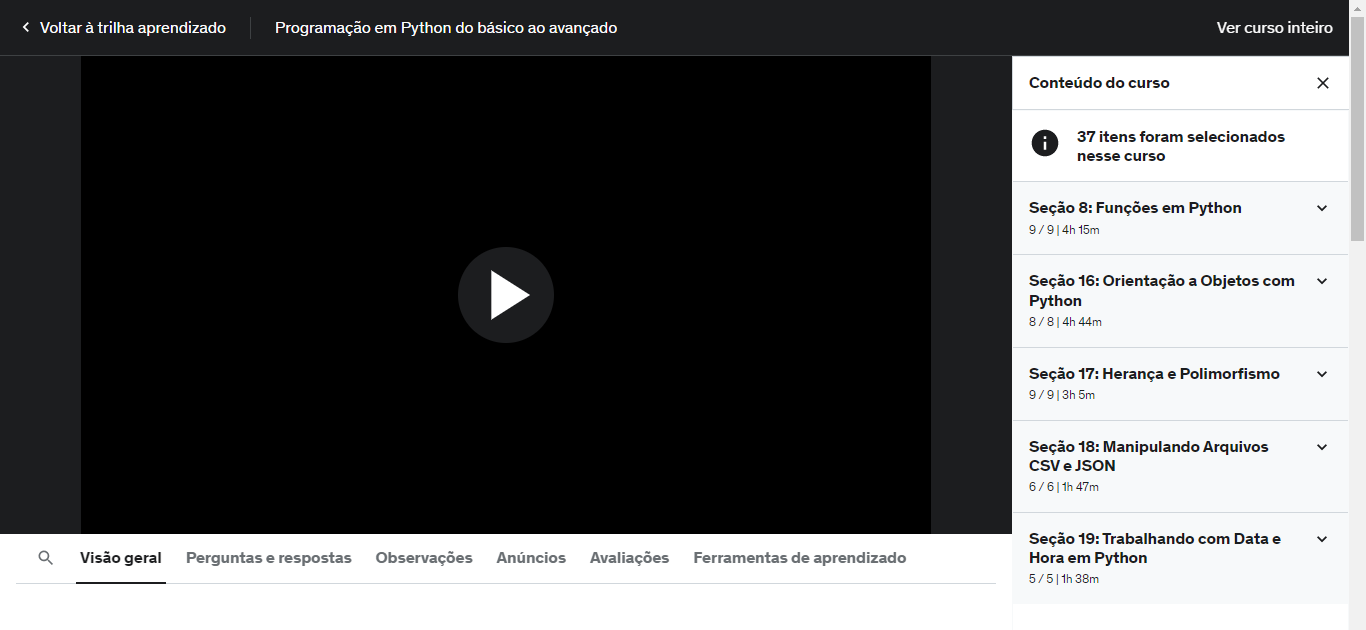 Voltar à trilha aprendizado
Programação em Python do básico ao avançado
Ver curso inteiro
Conteúdo do curso
37 itens foram selecionados
nesse curso
Seção 8: Funções em Python
9 / 9 | 4h 15m
Seção 16: Orientação a Objetos com
Python
8 / 8 | 4h 44m
Seção 17: Herança e Polimorfismo
9 / 9 | 3h 5m
Seção 18: Manipulando Arquivos
CSV e JSON
6 / 6 | 1h 47m
Seção 19: Trabalhando com Data e
Hora em Python
5 / 5 | 1h 38m
Visão geral
Perguntas e respostas
Observações
Anúncios
Avaliações
Ferramentas de aprendizado